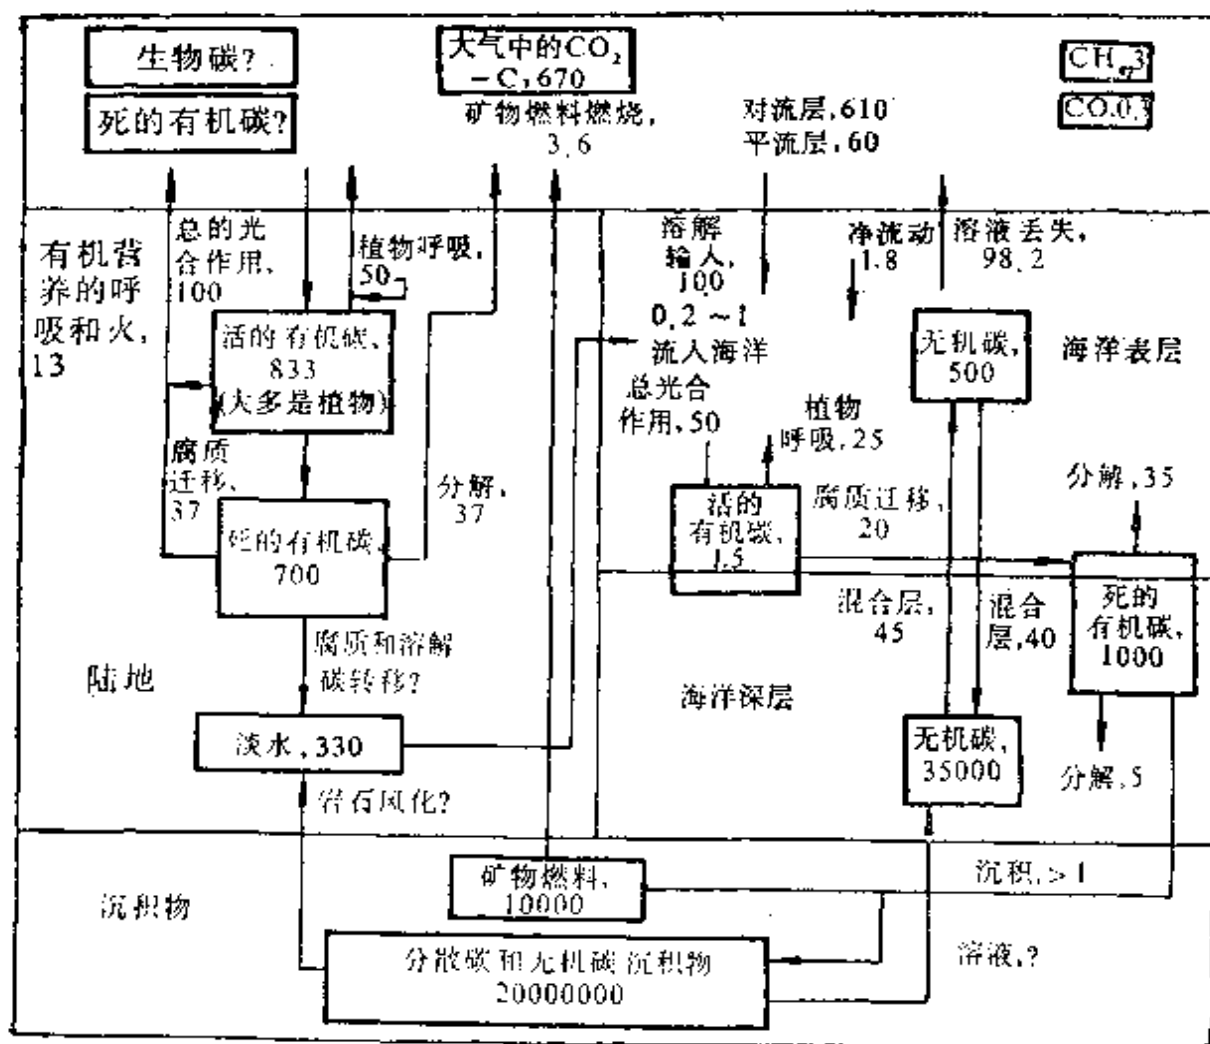 生物碳?
死的有机碳?
大气中的CO₂
-C,670
CH₄,3
CO,0.3
矿物燃料燃烧,
3.6
对流层,610
平流层,60
有机营
养的呼
吸和火,
13
总的光
合作用,
100
植物呼吸,
50
溶解
输入,
100
净流动
1.8
溶液丢失,
98.2
活的有机碳,
833
(大多是植物)
0.2~1
流入海洋
无机碳,
500
海洋表层
总光合
作用,50
植物
呼吸,25
腐质
迁移,
37
分解,
37
分解,35
死的有机碳,
700
活的
有机碳,
1.5
腐质迁移,
20
混合层,
45
混合
层,40
死的
有机碳,
1000
腐质和溶解
碳转移?
陆地
海洋深层
淡水,330
无机碳,
35000
分解,5
岩石风化?
矿物燃料,
10000
沉积,>1
沉积物
分散碳和无机碳沉积物
20000000
溶液,?